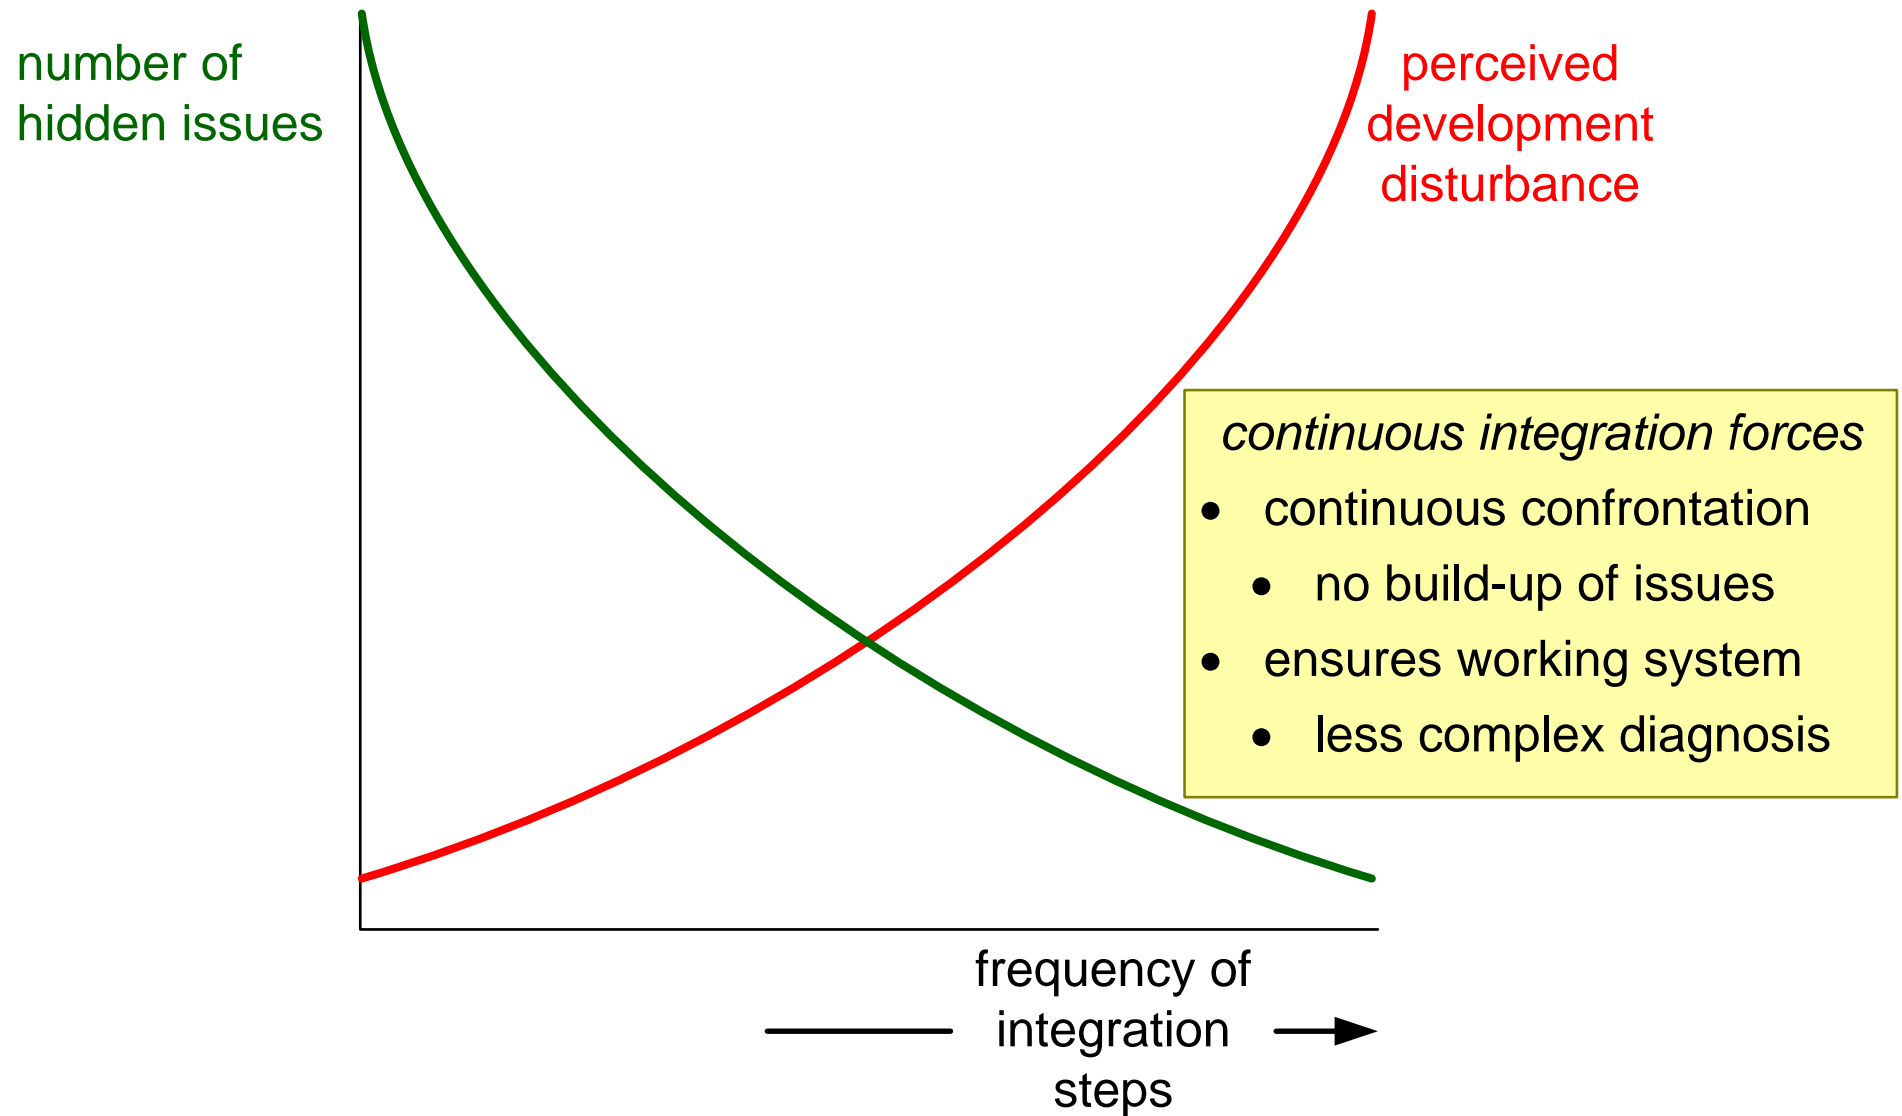 number of
hidden issues
perceived
development
disturbance
continuous integration forces
• continuous confrontation
• no build-up of issues
• ensures working system
• less complex diagnosis
frequency of
integration
steps